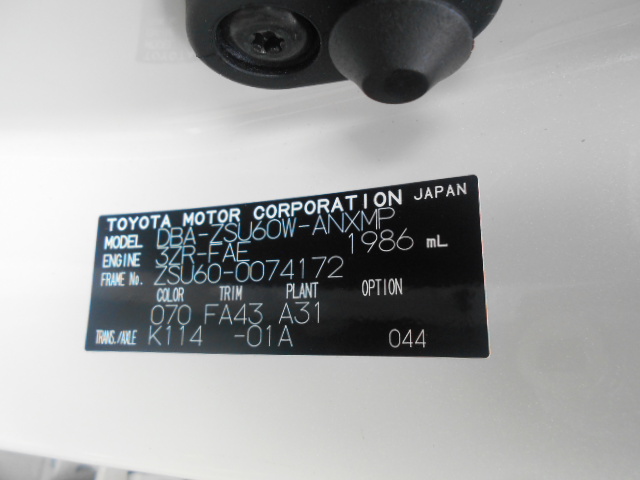 TOYOTA MOTOR CORPORATION JAPAN
MODEL DBA-ZSU60W-ANXMP
ENGINE 3ZR-FAE 1986 mL
FRAME No. ZSU60-0074172
COLOR TRIM PLANT OPTION
070 FA43 A31
TRANS./AXLE K114 -01A 044